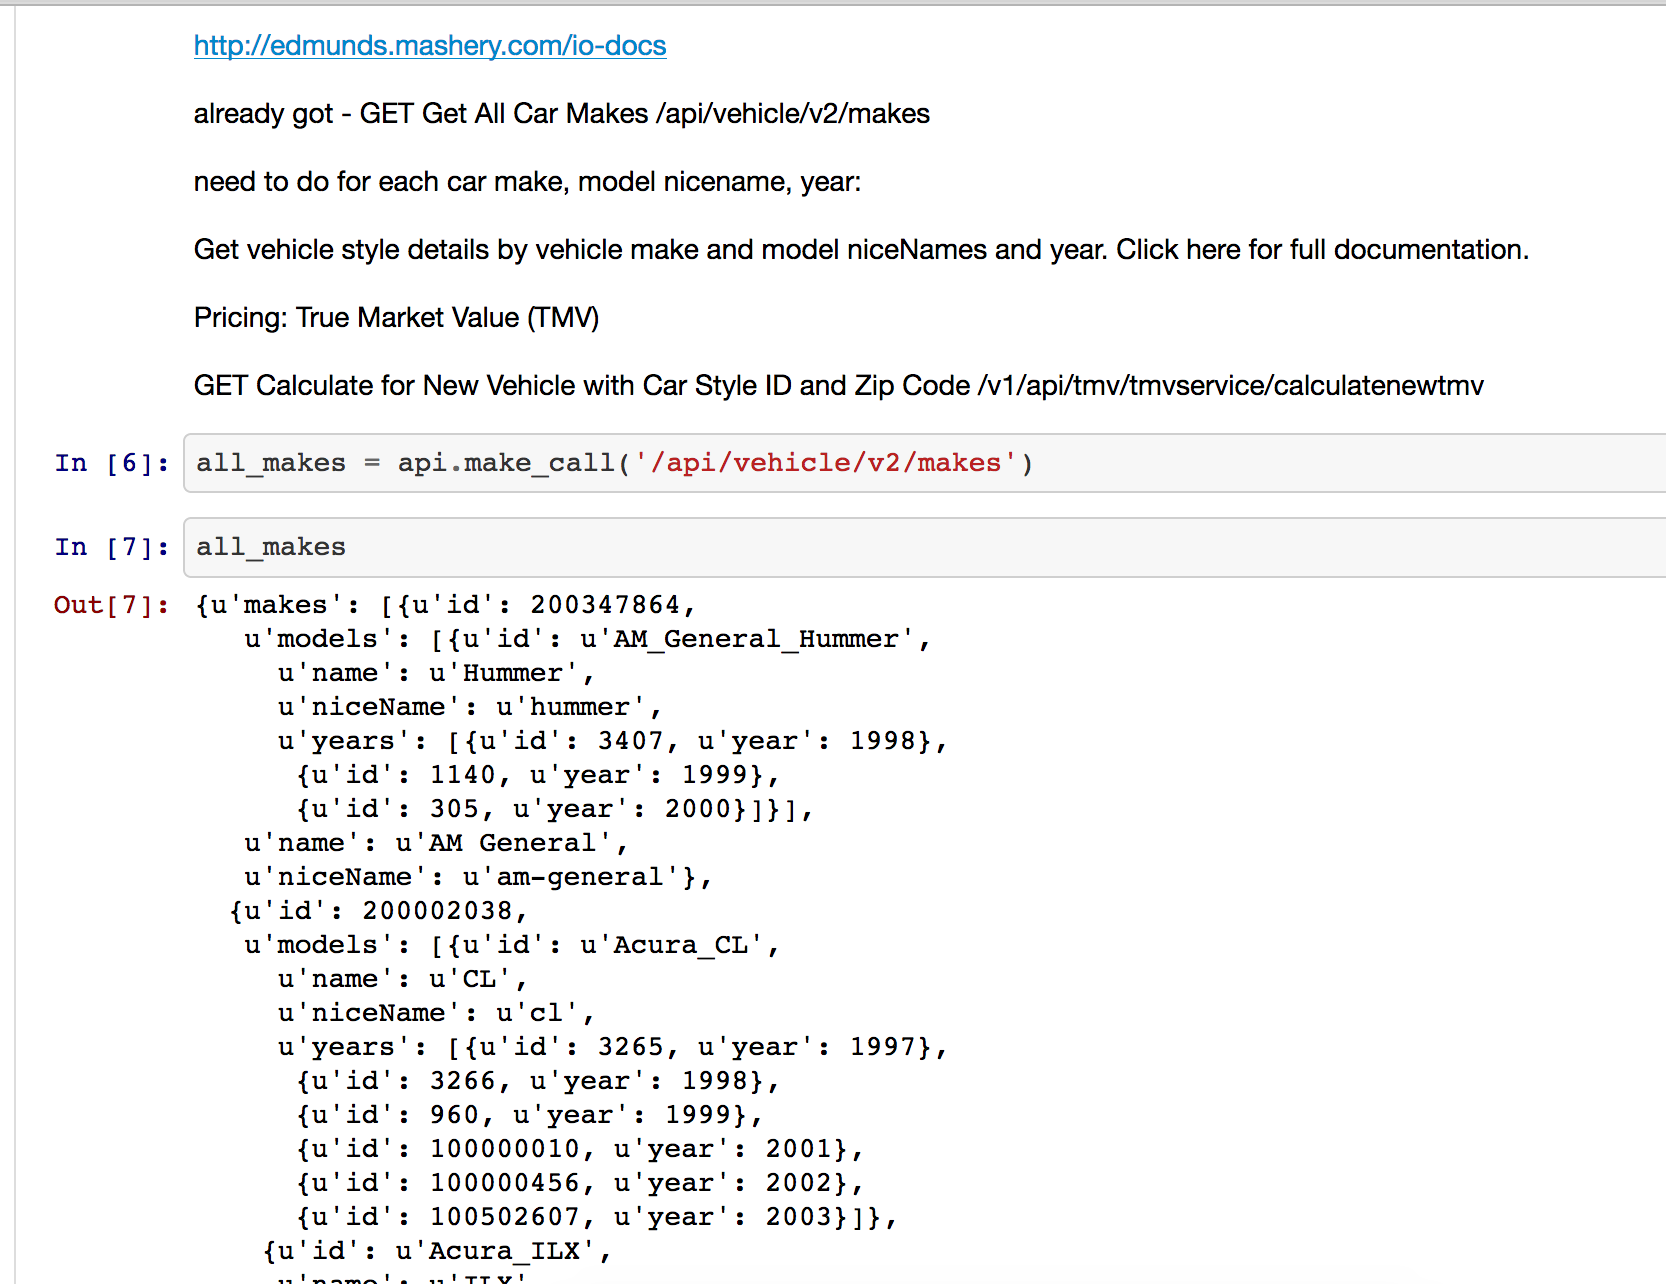 http://edmunds.mashery.com/io-docs
already got - GET Get All Car Makes /api/vehicle/v2/makes
need to do for each car make, model nicename, year:
Get vehicle style details by vehicle make and model niceNames and year. Click here for full documentation.
Pricing: True Market Value (TMV)
GET Calculate for New Vehicle with Car Style ID and Zip Code /v1/api/tmv/tmvservice/calculatenewtmv
In [6]: all_makes = api.make_call('/api/vehicle/v2/makes')
In [7]: all_makes
Out[7]: {u'makes': [{u'id': 200347864,
u'models': [{u'id': u'AM_General_Hummer',
u'name': u'Hummer',
u'niceName': u'hummer',
u'years': [{u'id': 3407, u'year': 1998},
{u'id': 1140, u'year': 1999},
{u'id': 305, u'year': 2000}]}],
u'name': u'AM General',
u'niceName': u'am-general'},
{u'id': 200002038,
u'models': [{u'id': u'Acura_CL',
u'name': u'CL',
u'niceName': u'cl',
u'years': [{u'id': 3265, u'year': 1997},
{u'id': 3266, u'year': 1998},
{u'id': 960, u'year': 1999},
{u'id': 100000010, u'year': 2001},
{u'id': 100000456, u'year': 2002},
{u'id': 100502607, u'year': 2003}]},
{u'id': u'Acura_ILX',
u'name': u'ILX'